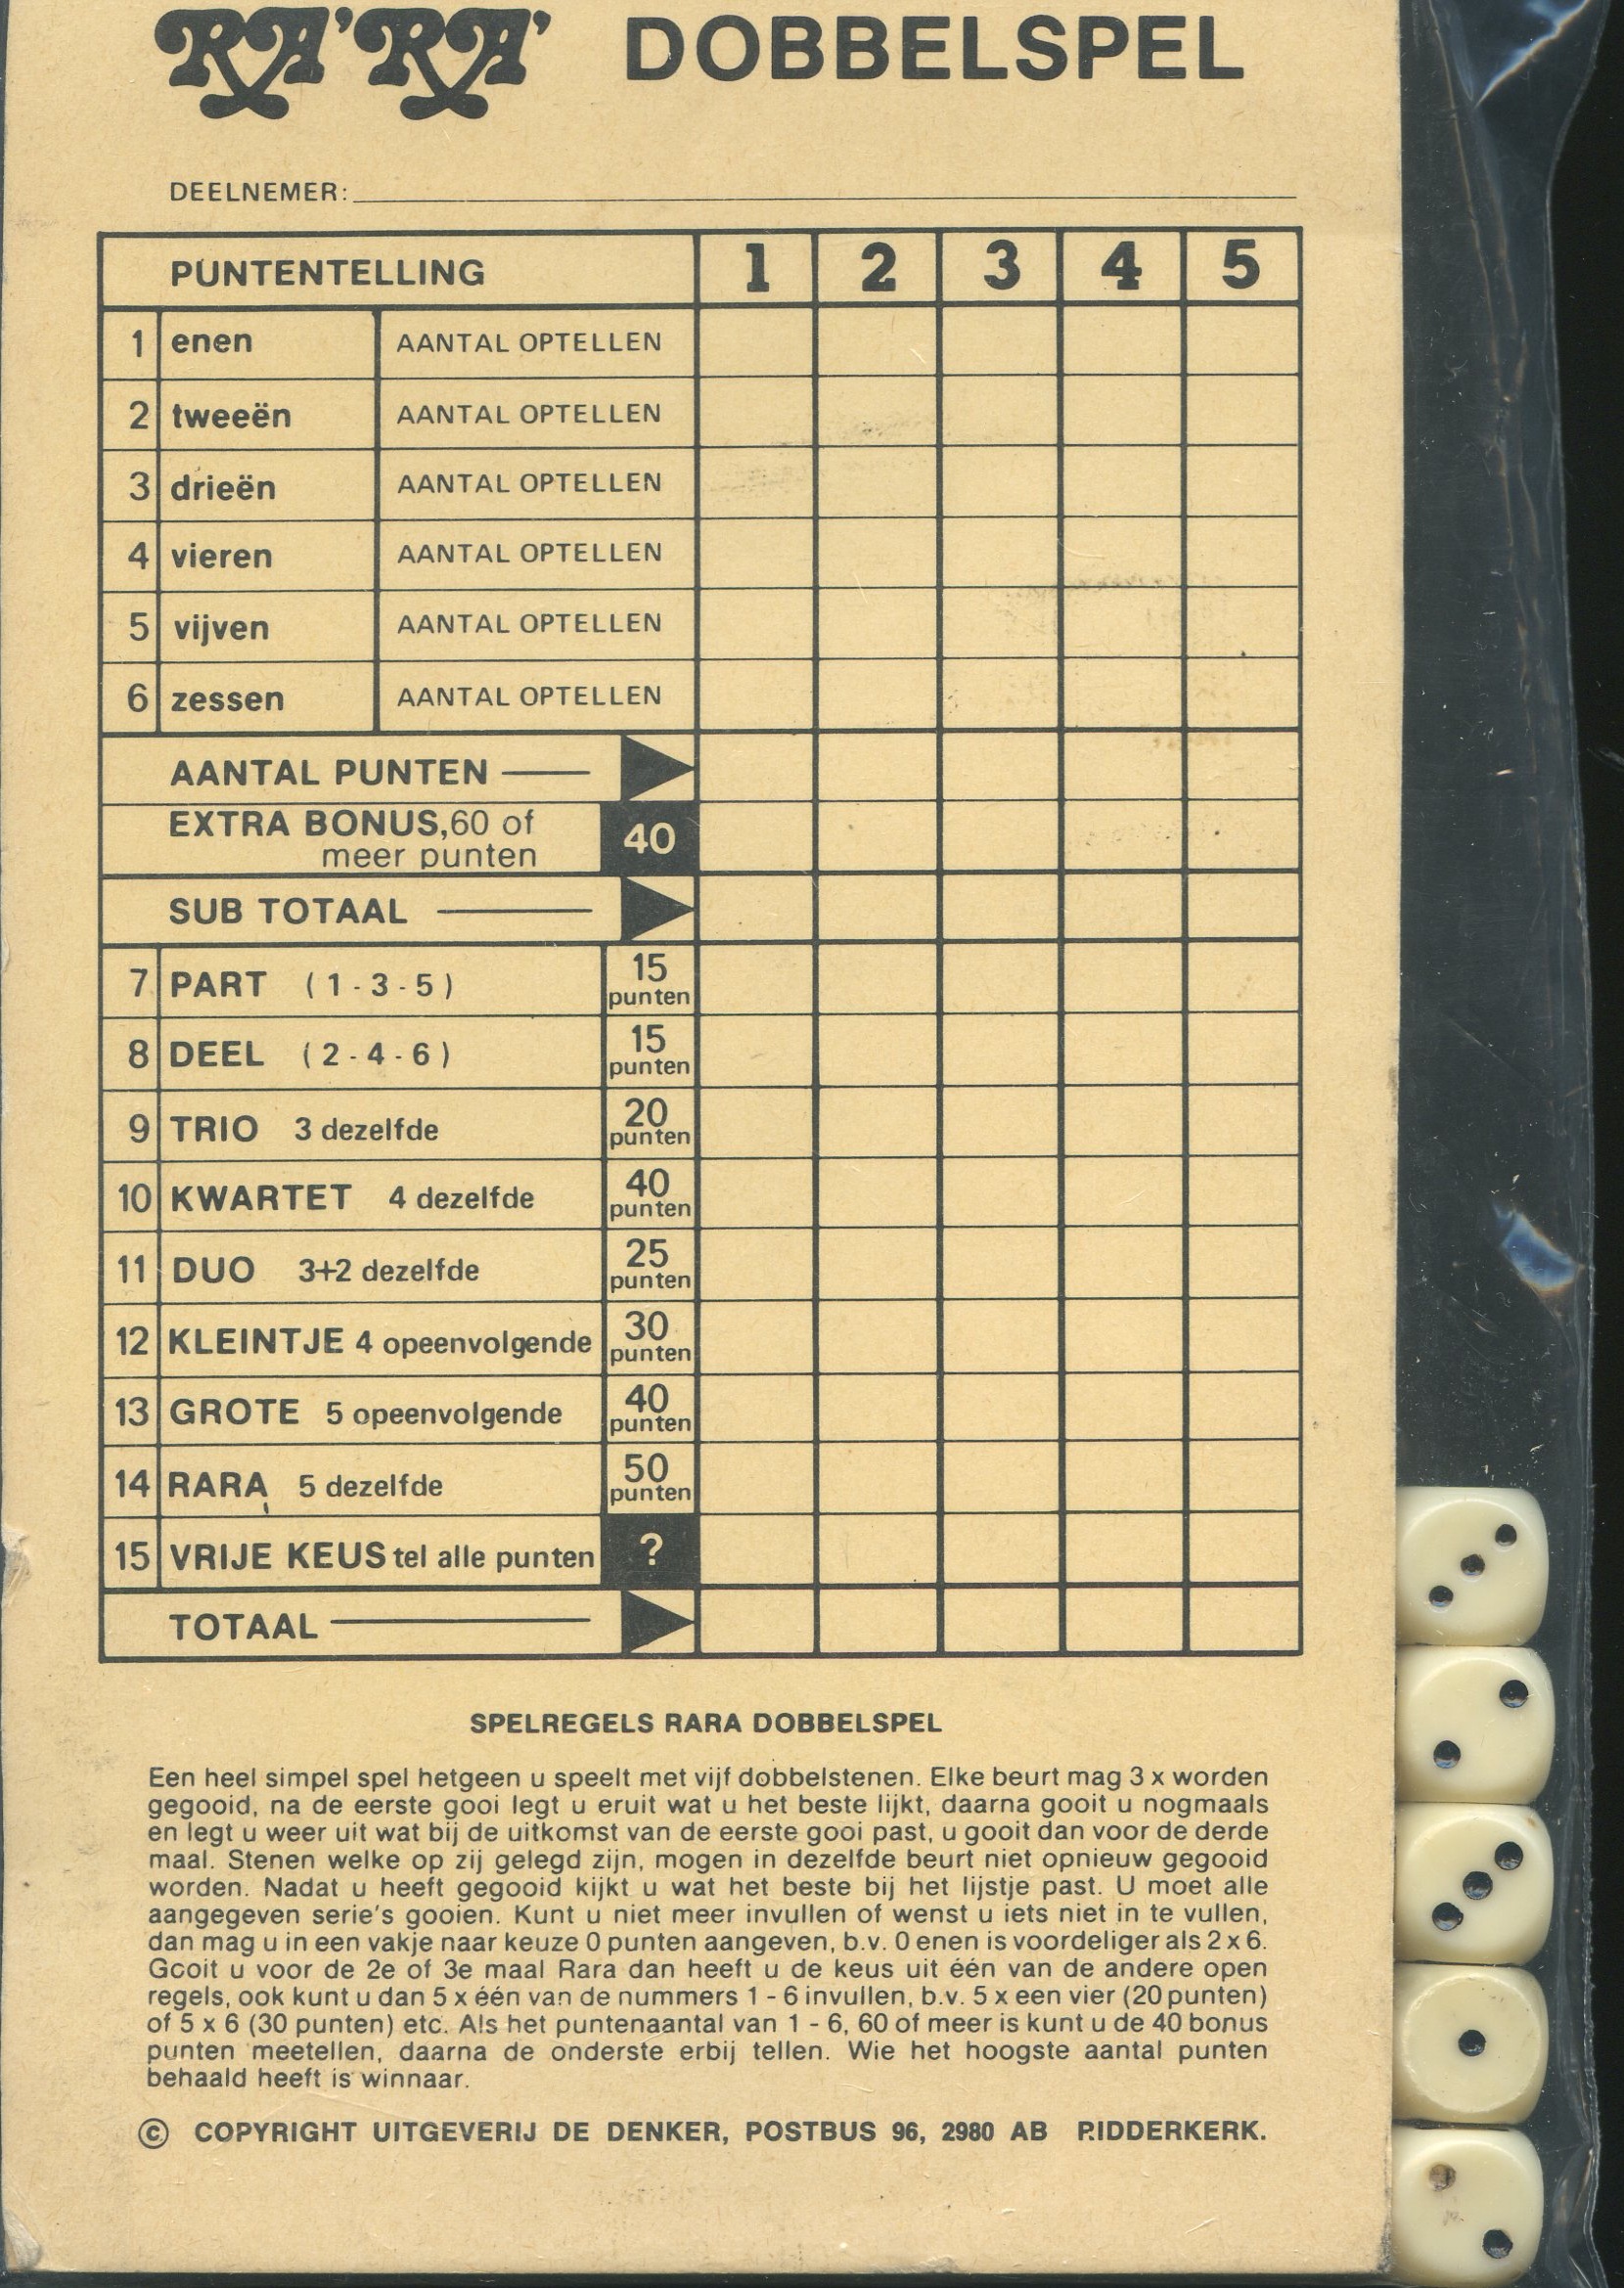 RA'RA' DOBBELSPEL
DEELNEMER:
PUNTENTELLING 1 2 3 4 5
1 enen AANTAL OPTELLEN
2 tweeën AANTAL OPTELLEN
3 drieën AANTAL OPTELLEN
4 vieren AANTAL OPTELLEN
5 vijven AANTAL OPTELLEN
6 zessen AANTAL OPTELLEN
AANTAL PUNTEN
EXTRA BONUS, 60 of
meer punten 40
SUB TOTAAL
7 PART (1-3-5) 15 punten
8 DEEL (2-4-6) 15 punten
9 TRIO 3 dezelfde 20 punten
10 KWARTET 4 dezelfde 40 punten
11 DUO 3+2 dezelfde 25 punten
12 KLEINTJE 4 opeenvolgende 30 punten
13 GROTE 5 opeenvolgende 40 punten
14 RARA 5 dezelfde 50 punten
15 VRIJE KEUS tel alle punten ?
TOTAAL
SPELREGELS RARA DOBBELSPEL
Een heel simpel spel hetgeen u speelt met vijf dobbelstenen. Elke beurt mag 3 x worden
gegooid, na de eerste gooi legt u eruit wat u het beste lijkt, daarna gooit u nogmaals
en legt u weer uit wat bij de uitkomst van de eerste gooi past, u gooit dan voor de derde
maal. Stenen welke op zij gelegd zijn, mogen in dezelfde beurt niet opnieuw gegooid
worden. Nadat u heeft gegooid kijkt u wat het beste bij het lijstje past. U moet alle
aangegeven serie's gooien. Kunt u niet meer invullen of wenst u iets niet in te vullen,
dan mag u in een vakje naar keuze 0 punten aangeven, b.v. 0 enen is voordeliger als 2 x 6.
Gooit u voor de 2e of 3e maal Rara dan heeft u de keus uit één van de andere open
regels, ook kunt u dan 5 x één van de nummers 1 - 6 invullen, b.v. 5 x een vier (20 punten)
of 5 x 6 (30 punten) etc. Als het puntenaantal van 1 - 6, 60 of meer is kunt u de 40 bonus
punten meetellen, daarna de onderste erbij tellen. Wie het hoogste aantal punten
behaald heeft is winnaar.
© COPYRIGHT UITGEVERIJ DE DENKER, POSTBUS 96, 2980 AB RIDDERKERK.